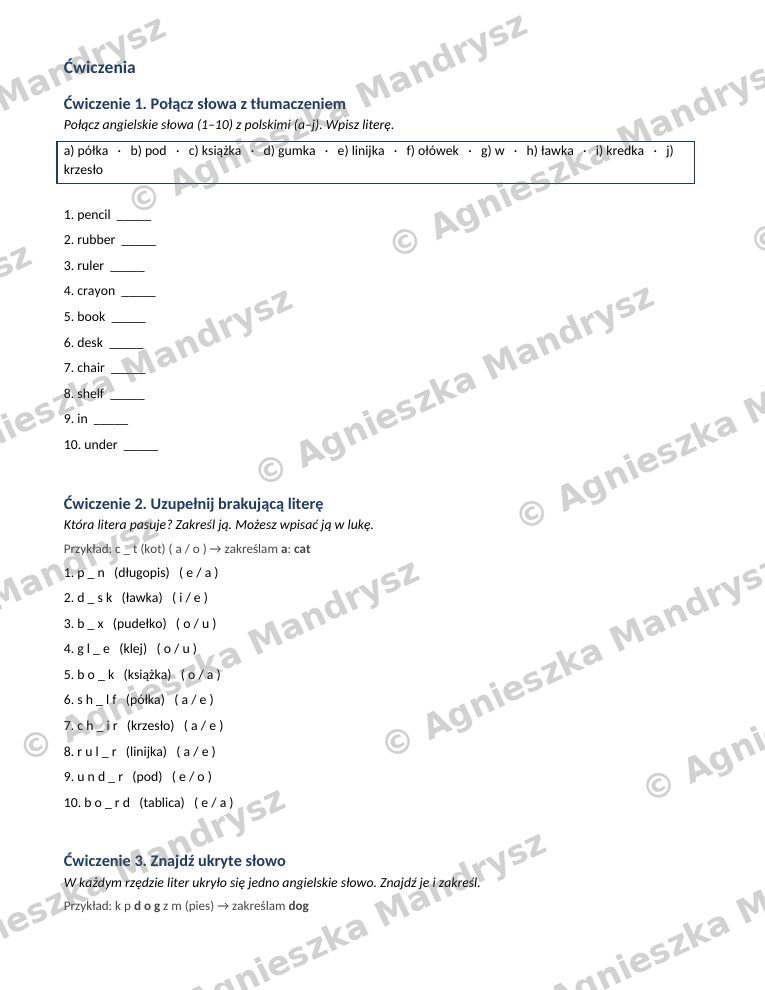 Ćwiczenia
Ćwiczenie 1. Połącz słowa z tłumaczeniem
Połącz angielskie słowa (1–10) z polskimi (a–j). Wpisz literę.
a) półka · b) pod · c) książka · d) gumka · e) linijka · f) ołówek · g) w · h) ławka · i) kredka · j)
krzesło
1. pencil _____
2. rubber _____
3. ruler _____
4. crayon _____
5. book _____
6. desk _____
7. chair _____
8. shelf _____
9. in _____
10. under _____
Ćwiczenie 2. Uzupełnij brakującą literę
Która litera pasuje? Zakreśl ją. Możesz wpisać ją w lukę.
Przykład: c _ t (kot) ( a / o ) → zakreślam a: cat
1. p _ n (długopis) ( e / a )
2. d _ s k (ławka) ( i / e )
3. b _ x (pudełko) ( o / u )
4. g l _ e (klej) ( o / u )
5. b o _ k (książka) ( o / a )
6. s h _ l f (półka) ( a / e )
7. c h _ i r (krzesło) ( a / e )
8. r u l _ r (linijka) ( a / e )
9. u n d _ r (pod) ( e / o )
10. b o _ r d (tablica) ( e / a )
Ćwiczenie 3. Znajdź ukryte słowo
W każdym rzędzie liter ukryło się jedno angielskie słowo. Znajdź je i zakreśl.
Przykład: k p d o g z m (pies) → zakreślam dog
© Agnieszka Mandrysz